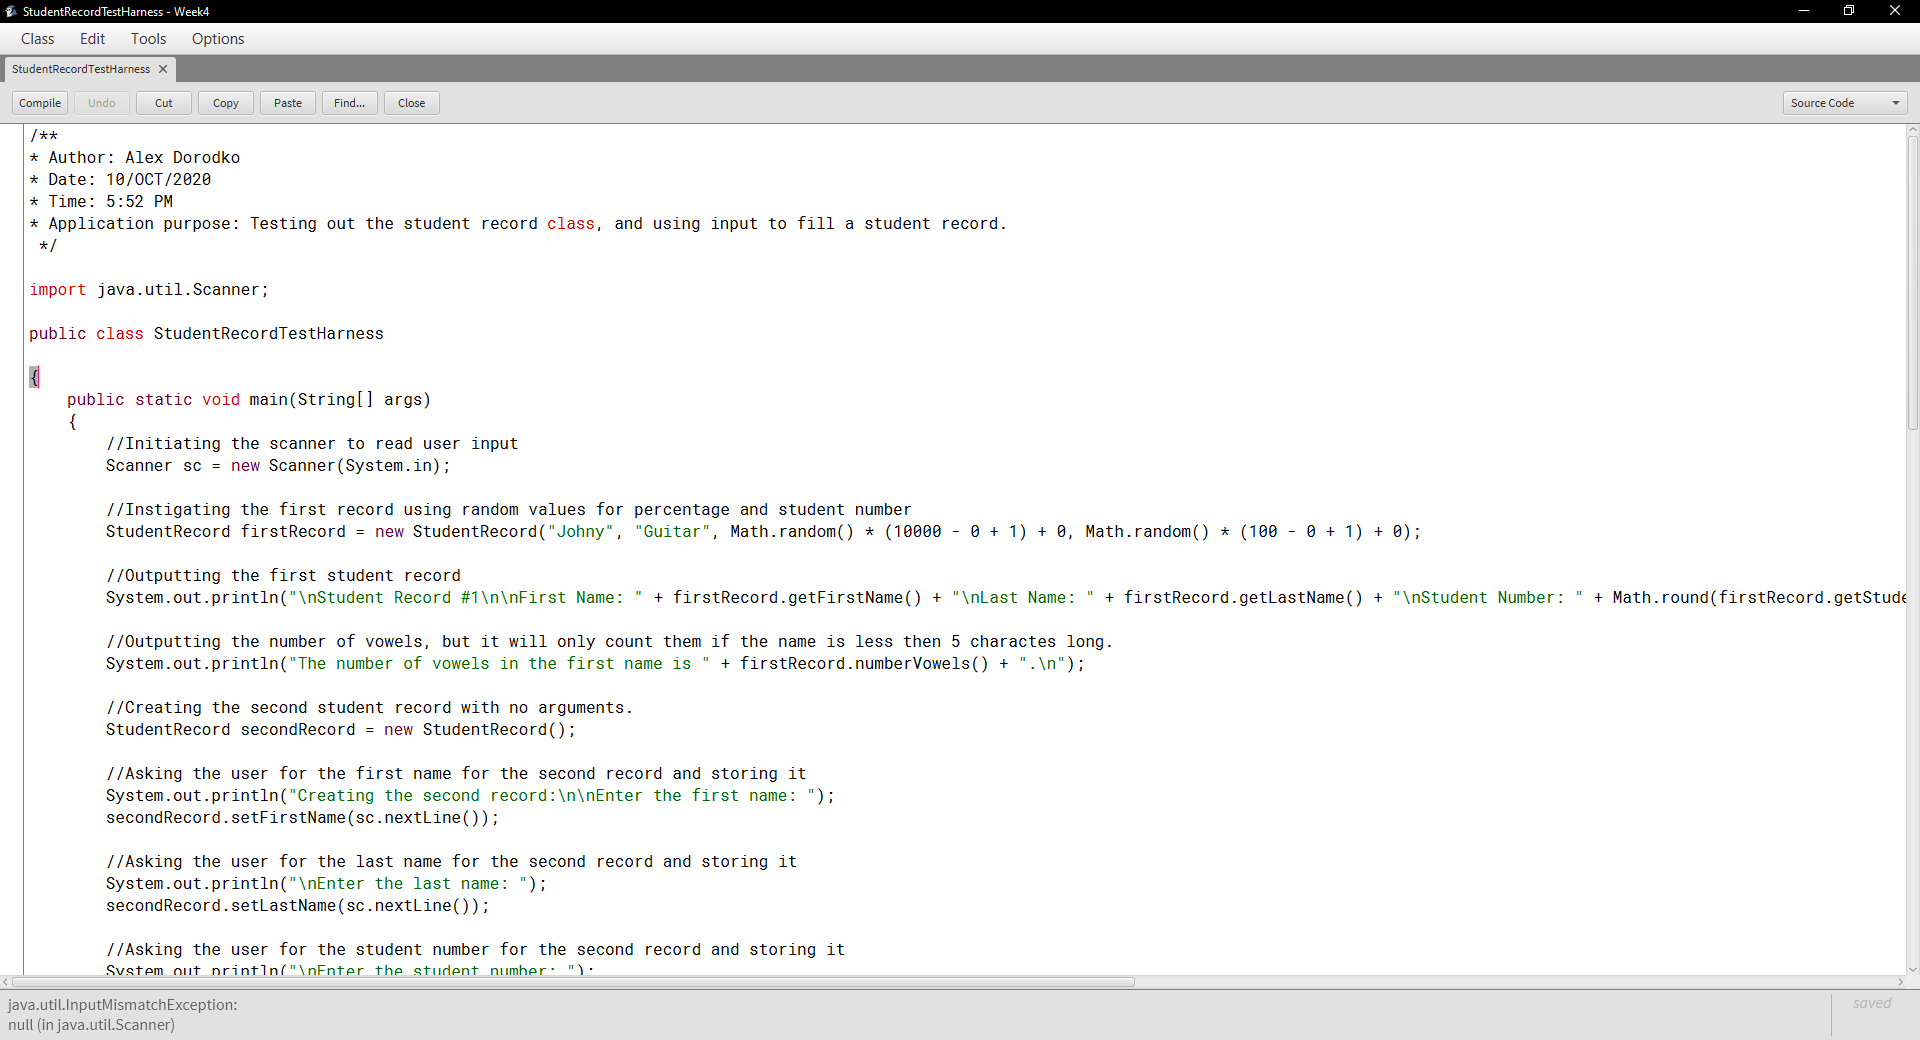 StudentRecordTestHarness - Week4
Class Edit Tools Options
StudentRecordTestHarness
Compile Undo Cut Copy Paste Find... Close Source Code
/**
* Author: Alex Dorodko
* Date: 10/OCT/2020
* Time: 5:52 PM
* Application purpose: Testing out the student record class, and using input to fill a student record.
*/
import java.util.Scanner;
public class StudentRecordTestHarness
{
public static void main(String[] args)
{
//Initiating the scanner to read user input
Scanner sc = new Scanner(System.in);
//Instigating the first record using random values for percentage and student number
StudentRecord firstRecord = new StudentRecord("Johny", "Guitar", Math.random() * (10000 - 0 + 1) + 0, Math.random() * (100 - 0 + 1) + 0);
//Outputting the first student record
System.out.println("\nStudent Record #1\n\nFirst Name: " + firstRecord.getFirstName() + "\nLast Name: " + firstRecord.getLastName() + "\nStudent Number: " + Math.round(firstRecord.getStude
//Outputting the number of vowels, but it will only count them if the name is less then 5 charactes long.
System.out.println("The number of vowels in the first name is " + firstRecord.numberVowels() + ".\n");
//Creating the second student record with no arguments.
StudentRecord secondRecord = new StudentRecord();
//Asking the user for the first name for the second record and storing it
System.out.println("Creating the second record:\n\nEnter the first name: ");
secondRecord.setFirstName(sc.nextLine());
//Asking the user for the last name for the second record and storing it
System.out.println("\nEnter the last name: ");
secondRecord.setLastName(sc.nextLine());
//Asking the user for the student number for the second record and storing it
System.out.println("\nEnter the student number: ");
java.util.InputMismatchException:
null (in java.util.Scanner)
saved